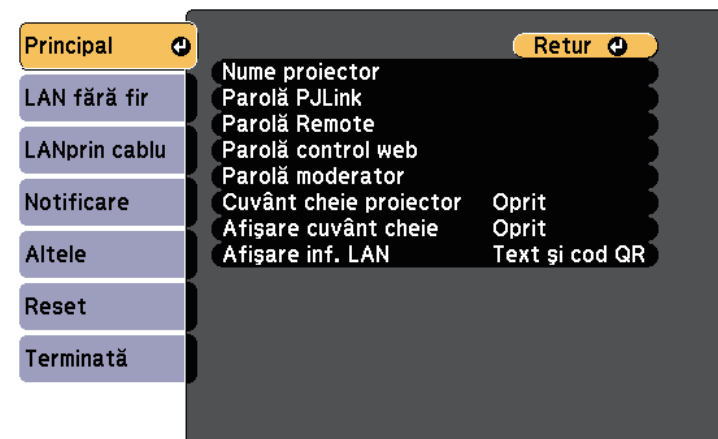 Principal
LAN fără fir
LANprin cablu
Notificare
Altele
Reset
Terminată
Retur
Nume proiector
Parolă PJLink
Parolă Remote
Parolă control web
Parolă moderator
Cuvânt cheie proiector Oprit
Afişare cuvânt cheie Oprit
Afişare inf. LAN Text şi cod QR